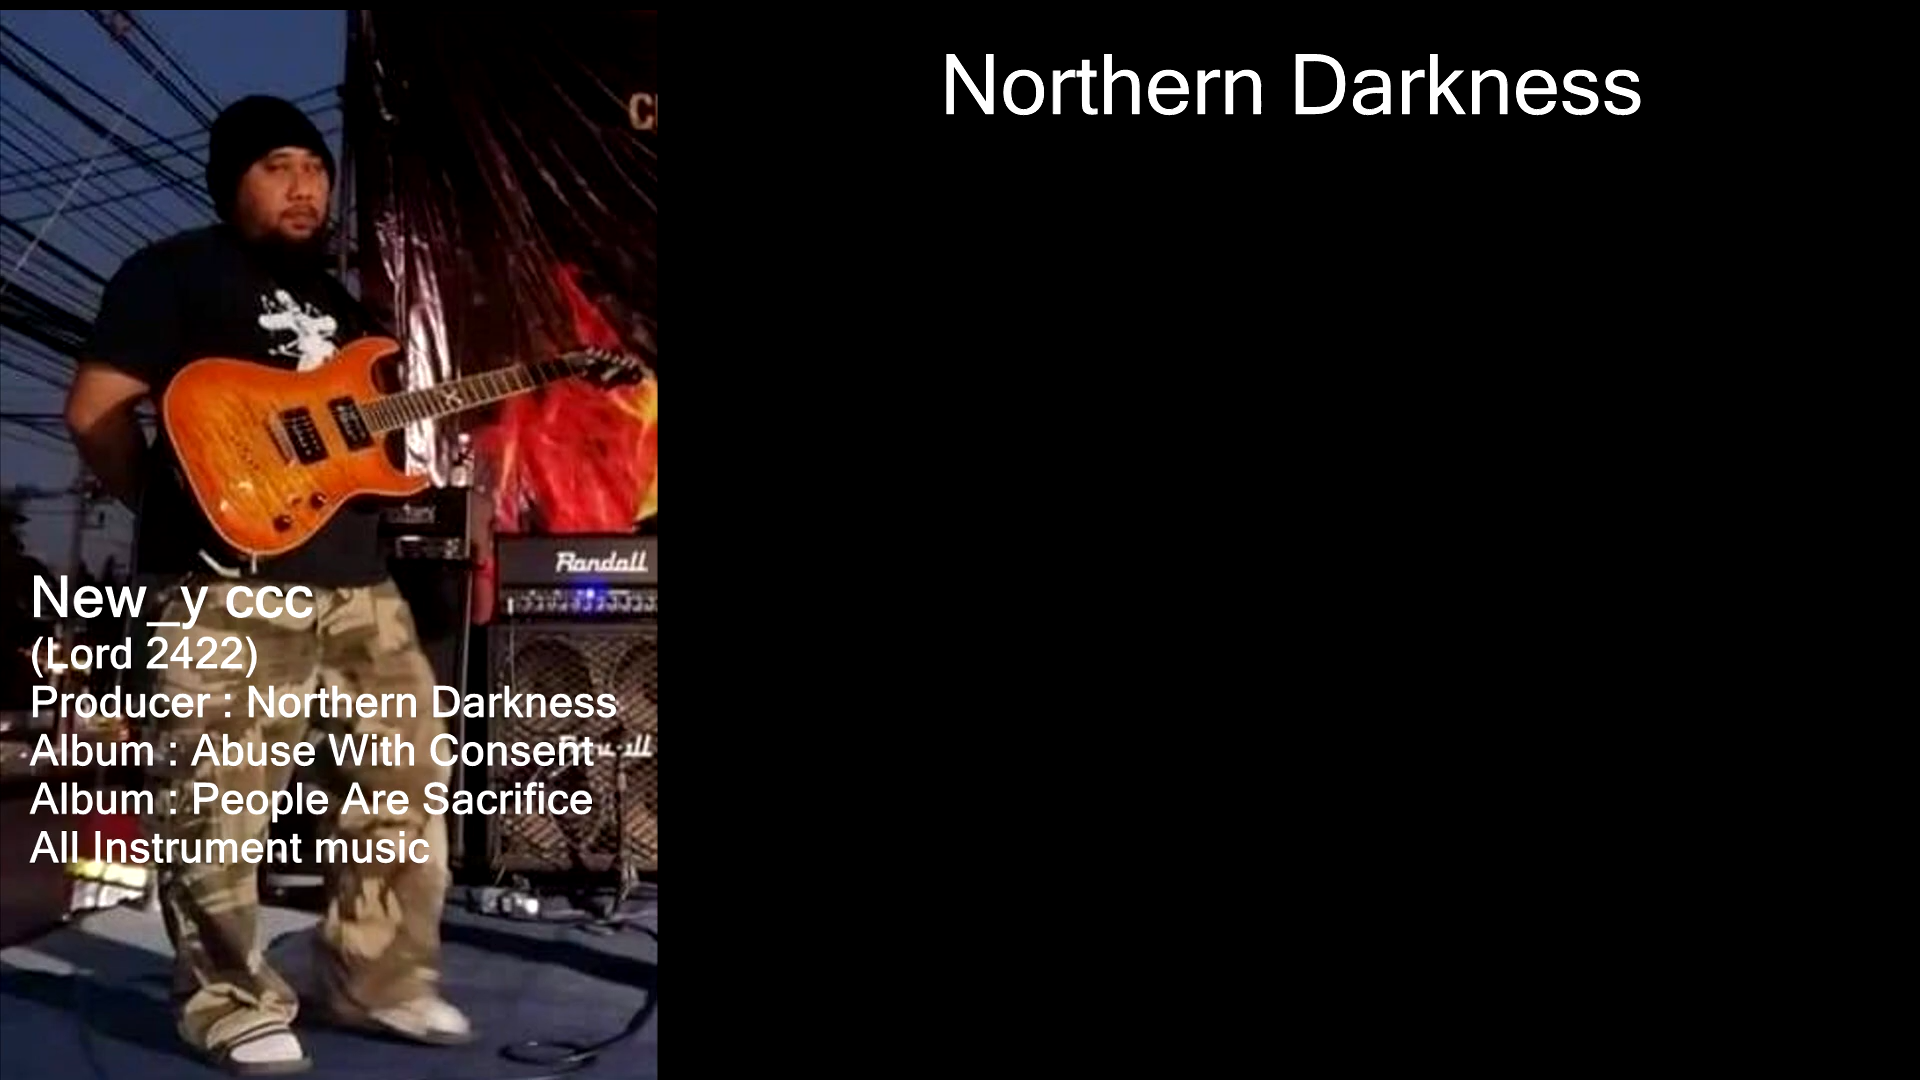 Northern Darkness
Randall
New_y ccc
(Lord 2422)
Producer : Northern Darkness
Album : Abuse With Consent
Album : People Are Sacrifice
All Instrument music